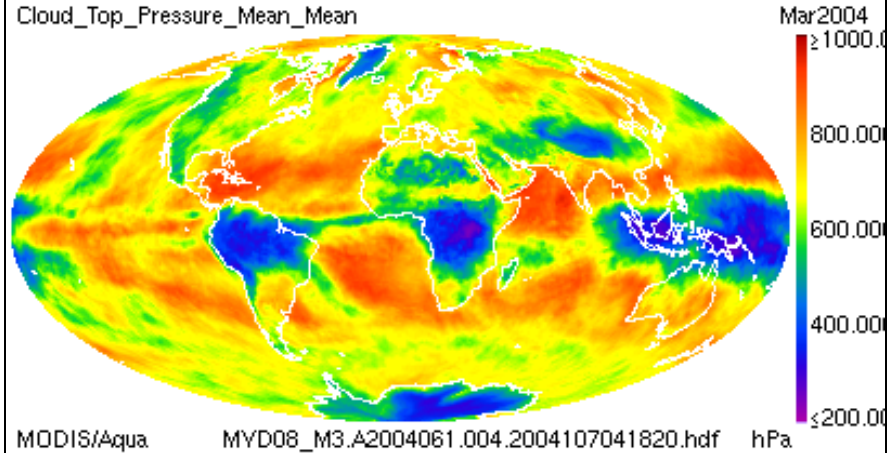 Cloud_Top_Pressure_Mean_Mean
Mar2004
≥1000.0
800.000
600.000
400.000
≤200.00
MODIS/Aqua
MYD08_M3.A2004061.004.2004107041820.hdf
hPa